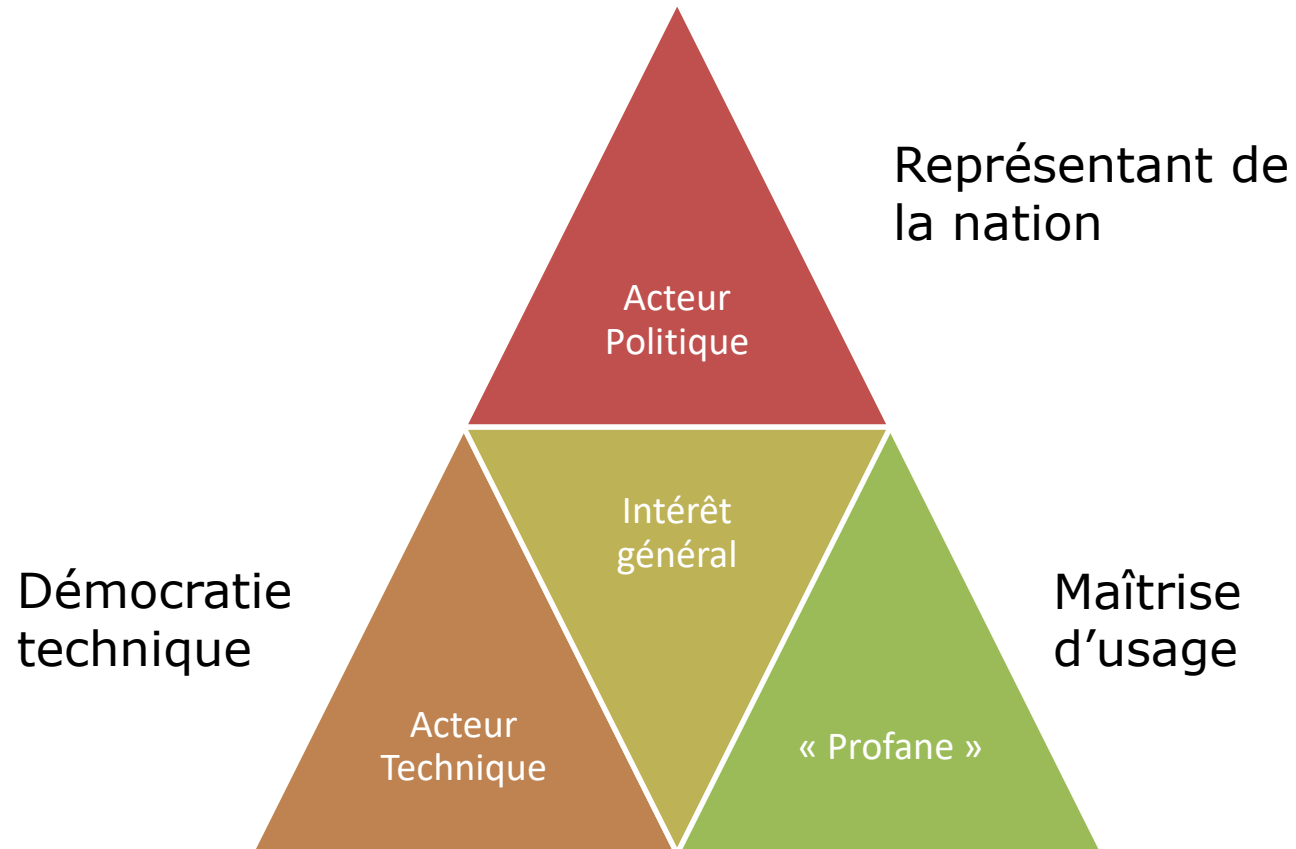 Représentant de
la nation
Acteur
Politique
Intérêt
général
Démocratie
technique
Maîtrise
d’usage
Acteur
Technique
« Profane »